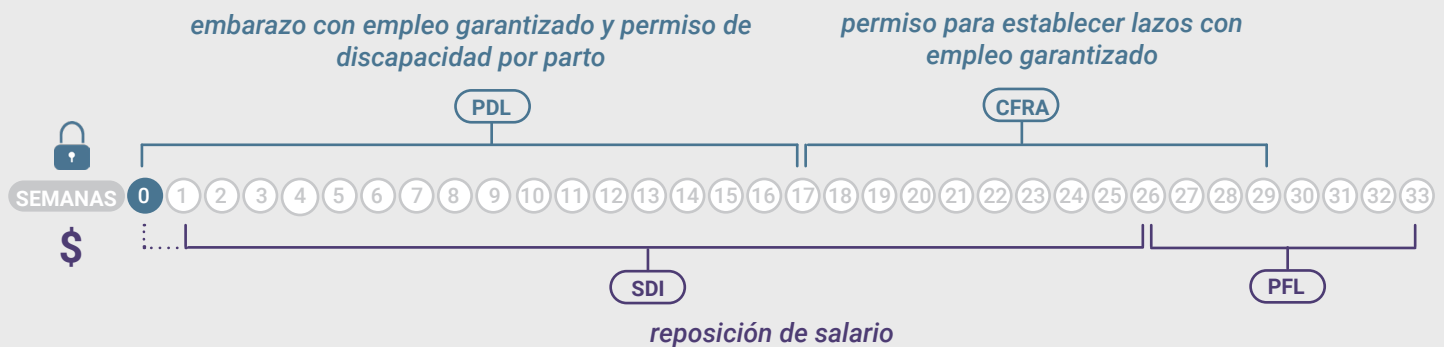 embarazo con empleo garantizado y permiso de
discapacidad por parto
permiso para establecer lazos con
empleo garantizado
PDL
CFRA
SEMANAS 0 1 2 3 4 5 6 7 8 9 10 11 12 13 14 15 16 17 18 19 20 21 22 23 24 25 26 27 28 29 30 31 32 33
$
SDI
PFL
reposición de salario